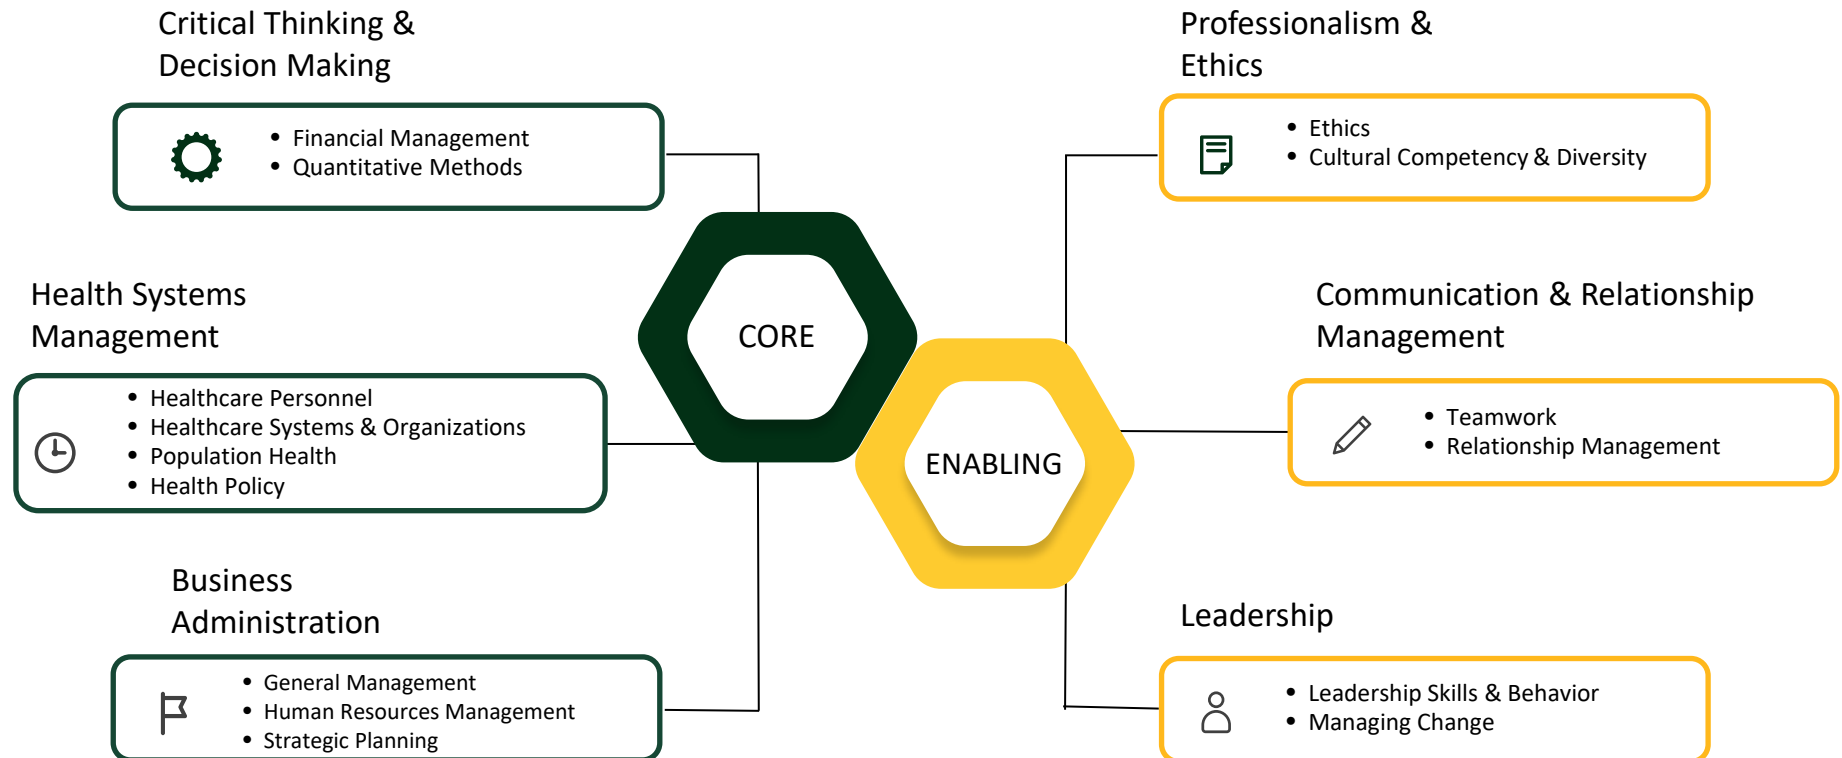 Critical Thinking &
Decision Making
• Financial Management
• Quantitative Methods
Health Systems
Management
• Healthcare Personnel
• Healthcare Systems & Organizations
• Population Health
• Health Policy
Business
Administration
• General Management
• Human Resources Management
• Strategic Planning
CORE
ENABLING
Professionalism &
Ethics
• Ethics
• Cultural Competency & Diversity
Communication & Relationship
Management
• Teamwork
• Relationship Management
Leadership
• Leadership Skills & Behavior
• Managing Change